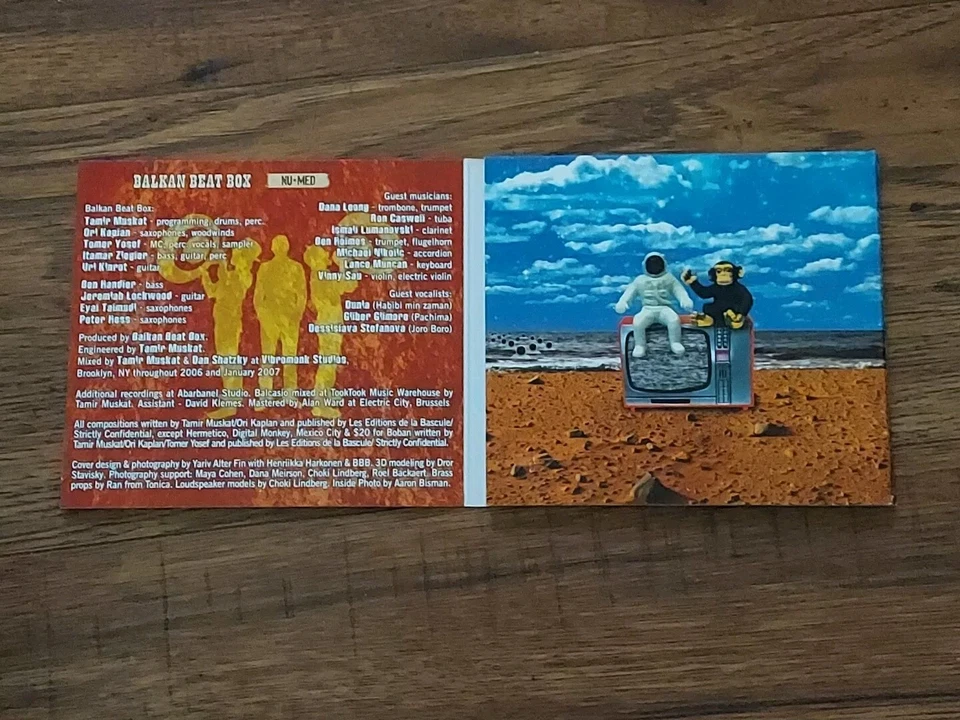 BALKAN BEAT BOX NU-MED
Balkan Beat Box:
Tamir Muskat - programming, drums, perc.
Ori Kaplan - saxophones, woodwinds
Tomer Yosef - MC, perc, vocals, sampler
Itamar Ziegler - bass, guitar, perc
Uri Kinrot - guitar
Ben Handler - bass
Jeremiah Lockwood - guitar
Eyal Talmudi - saxophones
Peter Hess - saxophones
Guest musicians:
Dana Leong - trombone, trumpet
Ron Caswell - tuba
Ismail Lumanovski - clarinet
Ben Holmes - trumpet, flugelhorn
Michael Nikolic - accordion
Lance Muncan - keyboard
Vinny Sap - violin, electric violin
Guest vocalists:
Dunia (Habibi min zaman)
Gilber Gilmore (Pachima)
Dessislava Stefanova (Joro Boro)
Produced by Balkan Beat Box.
Engineered by Tamir Muskat.
Mixed by Tamir Muskat & Dan Shatzky at Vibromonk Studios,
Brooklyn, NY throughout 2006 and January 2007
Additional recordings at Abarbanel Studio. Balcasio mixed at TookTook Music Warehouse by
Tamir Muskat. Assistant - David Klemes. Mastered by Alan Ward at Electric City, Brussels
All compositions written by Tamir Muskat/Ori Kaplan and published by Les Editions de la Bascule/
Strictly Confidential, except Hermetico, Digital Monkey, Mexico City & $20 for Boban written by
Tamir Muskat/Ori Kaplan/Tomer Yosef and published by Les Editions de la Bascule/ Strictly Confidential.
Cover design & photography by Yariv Alter Fin with Henriikka Harkonen & BBB. 3D modeling by Dror
Stavisky. Photography support: Maya Cohen, Dana Meirson, Choki Lindberg, Roel Backaert. Brass
props by Ran from Tonica. Loudspeaker models by Choki Lindberg. Inside Photo by Aaron Bisman.